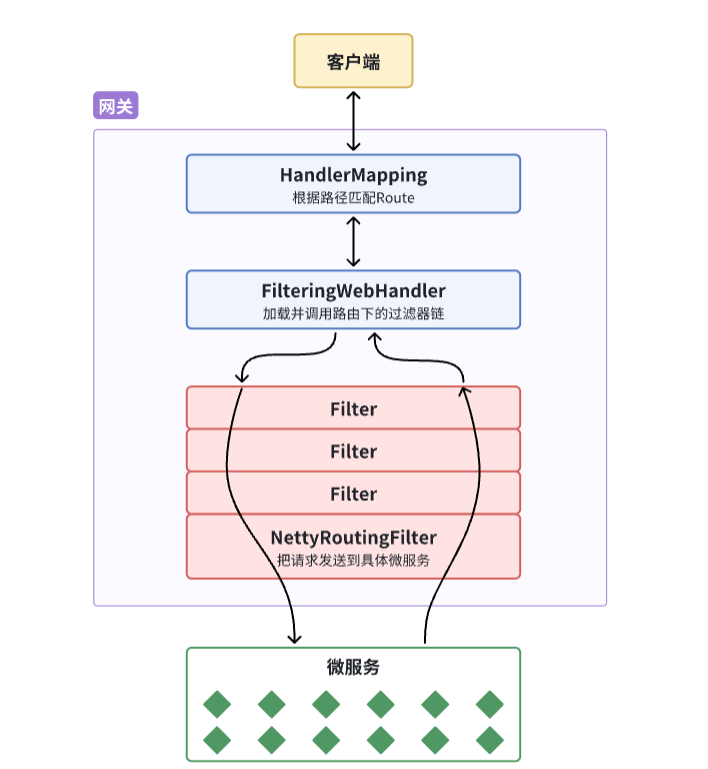 客户端
网关
HandlerMapping
根据路径匹配Route
FilteringWebHandler
加载并调用路由下的过滤器链
Filter
Filter
Filter
NettyRoutingFilter
把请求发送到具体微服务
微服务